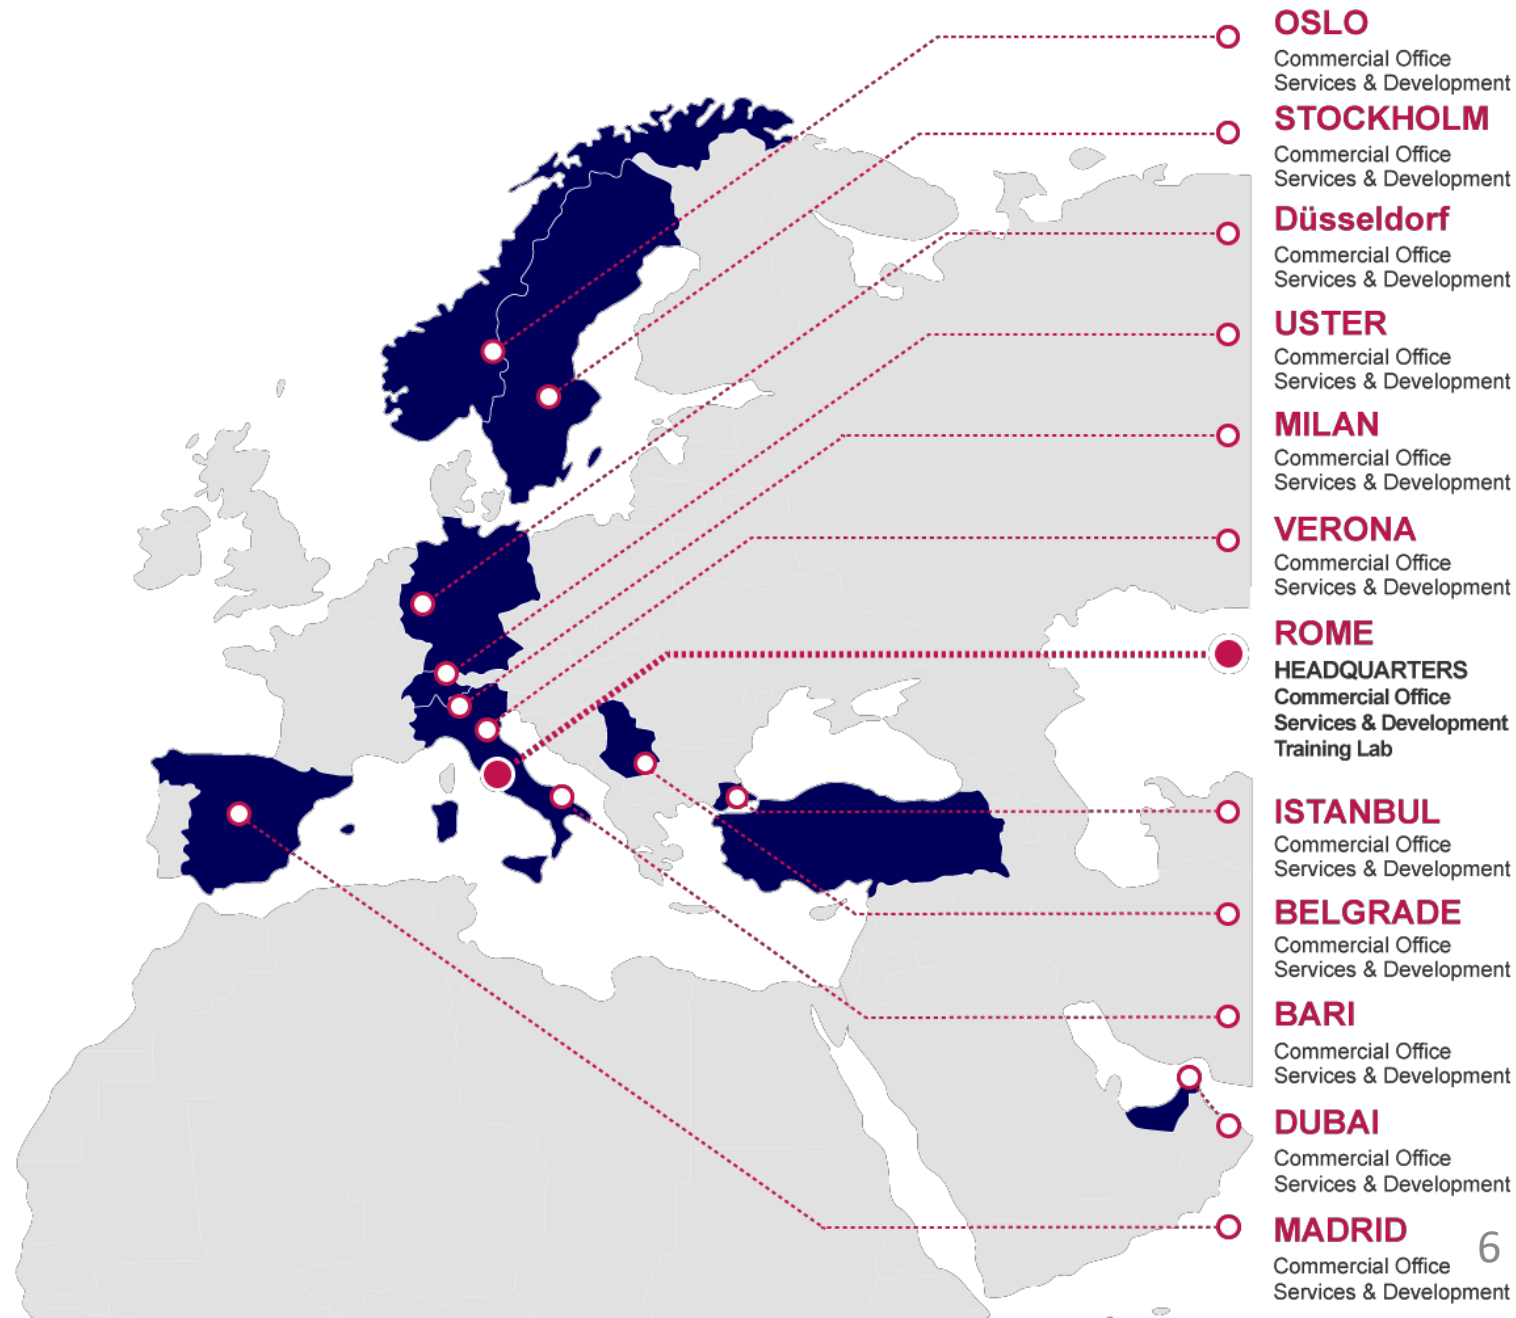 OSLO
Commercial Office
Services & Development
STOCKHOLM
Commercial Office
Services & Development
Düsseldorf
Commercial Office
Services & Development
USTER
Commercial Office
Services & Development
MILAN
Commercial Office
Services & Development
VERONA
Commercial Office
Services & Development
ROME
HEADQUARTERS
Commercial Office
Services & Development
Training Lab
ISTANBUL
Commercial Office
Services & Development
BELGRADE
Commercial Office
Services & Development
BARI
Commercial Office
Services & Development
DUBAI
Commercial Office
Services & Development
MADRID
Commercial Office
Services & Development
6